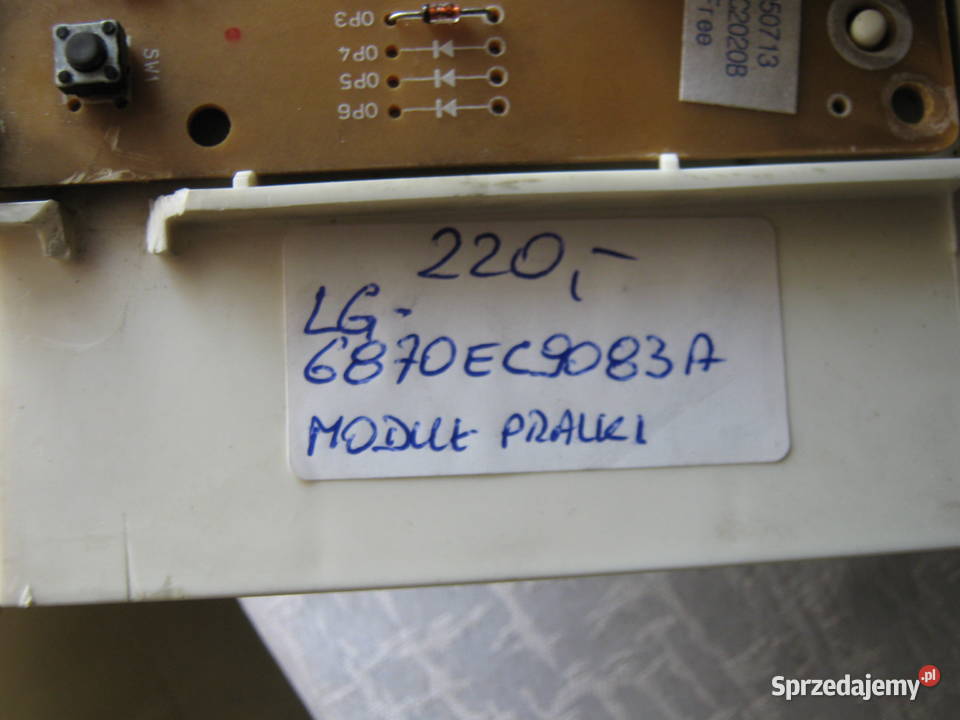 OP3
OP4
OP5
OP6
SW1
50713
C2020B
Free
220,-
LG-
6870EC9083A
MODUŁ PRALKI
Sprzedajemy.pl